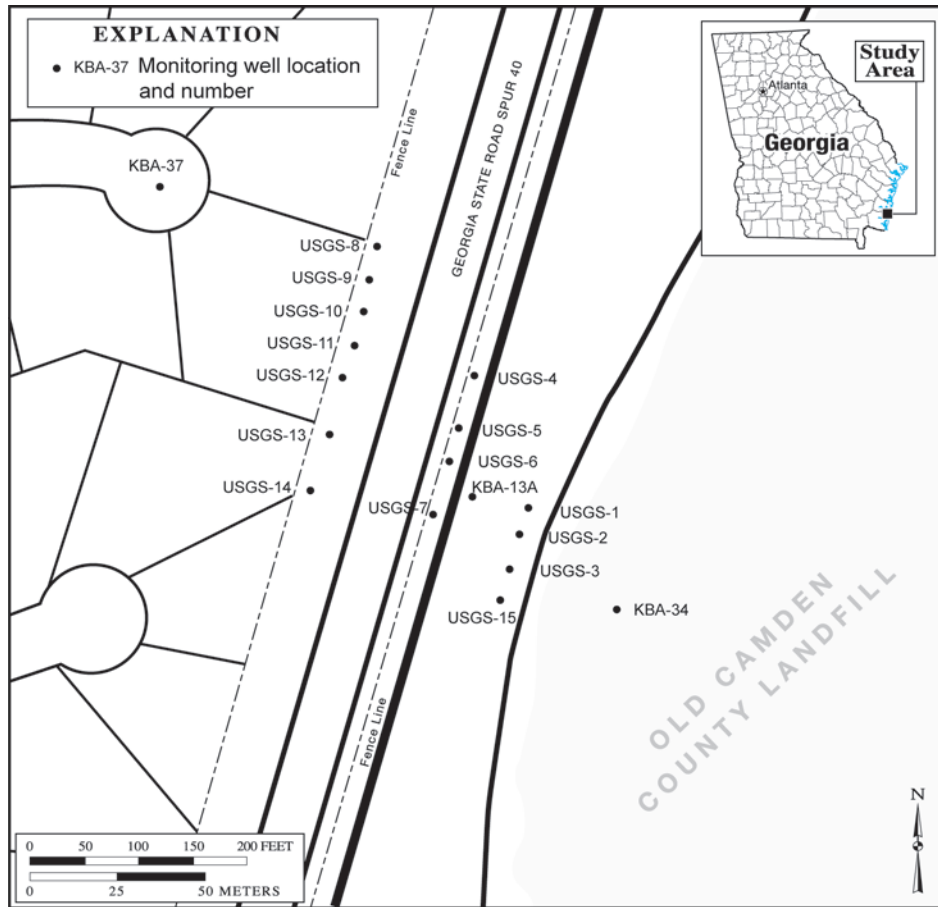 EXPLANATION
KBA-37 Monitoring well location
and number
Study
Area
Atlanta
Georgia
KBA-37
Fence Line
GEORGIA STATE ROAD SPUR 40
USGS-8
USGS-9
USGS-10
USGS-11
USGS-12
USGS-4
USGS-13
USGS-5
USGS-6
USGS-14
KBA-13A
USGS-7
USGS-1
USGS-2
USGS-3
USGS-15
KBA-34
OLD CAMDEN
COUNTY LANDFILL
Fence Line
N
0 50 100 150 200 FEET
0 25 50 METERS